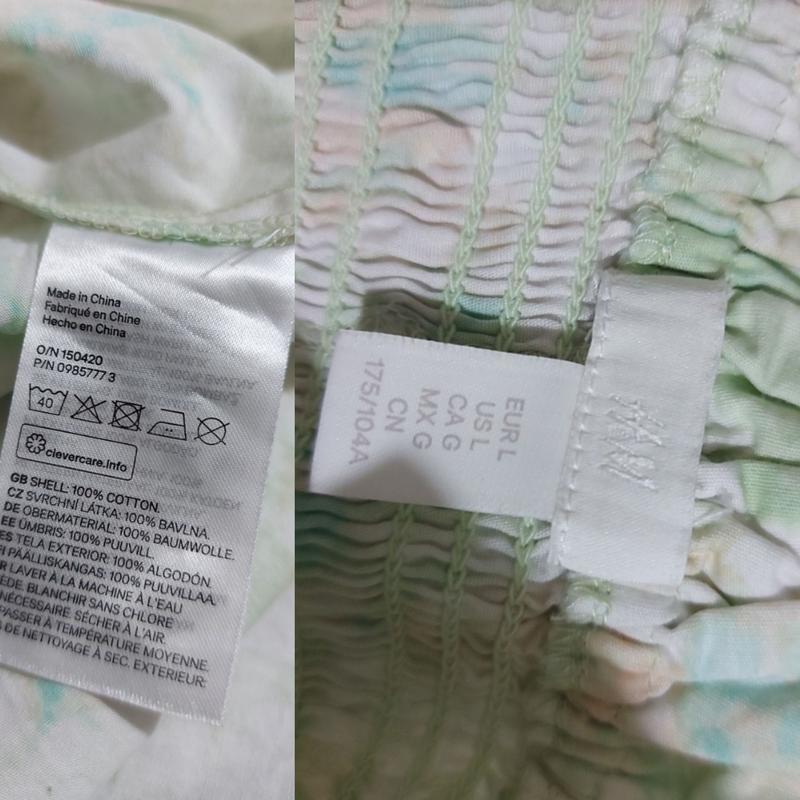 Made in China
Fabriqué en Chine
Hecho en China
O/N 150420
P/N 0985777 3
40
clevercare.info
GB SHELL: 100% COTTON.
CZ SVRCHNÍ LÁTKA: 100% BAVLNA.
DE OBERMATERIAL: 100% BAUMWOLLE.
EE ÜMBRIS: 100% PUUVILL.
ES TELA EXTERIOR: 100% ALGODÓN.
FI PÄÄLLISKANGAS: 100% PUUVILLAA.
LAVER À LA MACHINE À L'EAU
BLANCHIR SANS CHLORE
NÉCESSAIRE. SÉCHER À L'AIR.
À TEMPÉRATURE MOYENNE.
DE NETTOYAGE À SEC. EXTERIEUR:
EUR L
US L
CA G
MX G
CN
175/104A
H&M